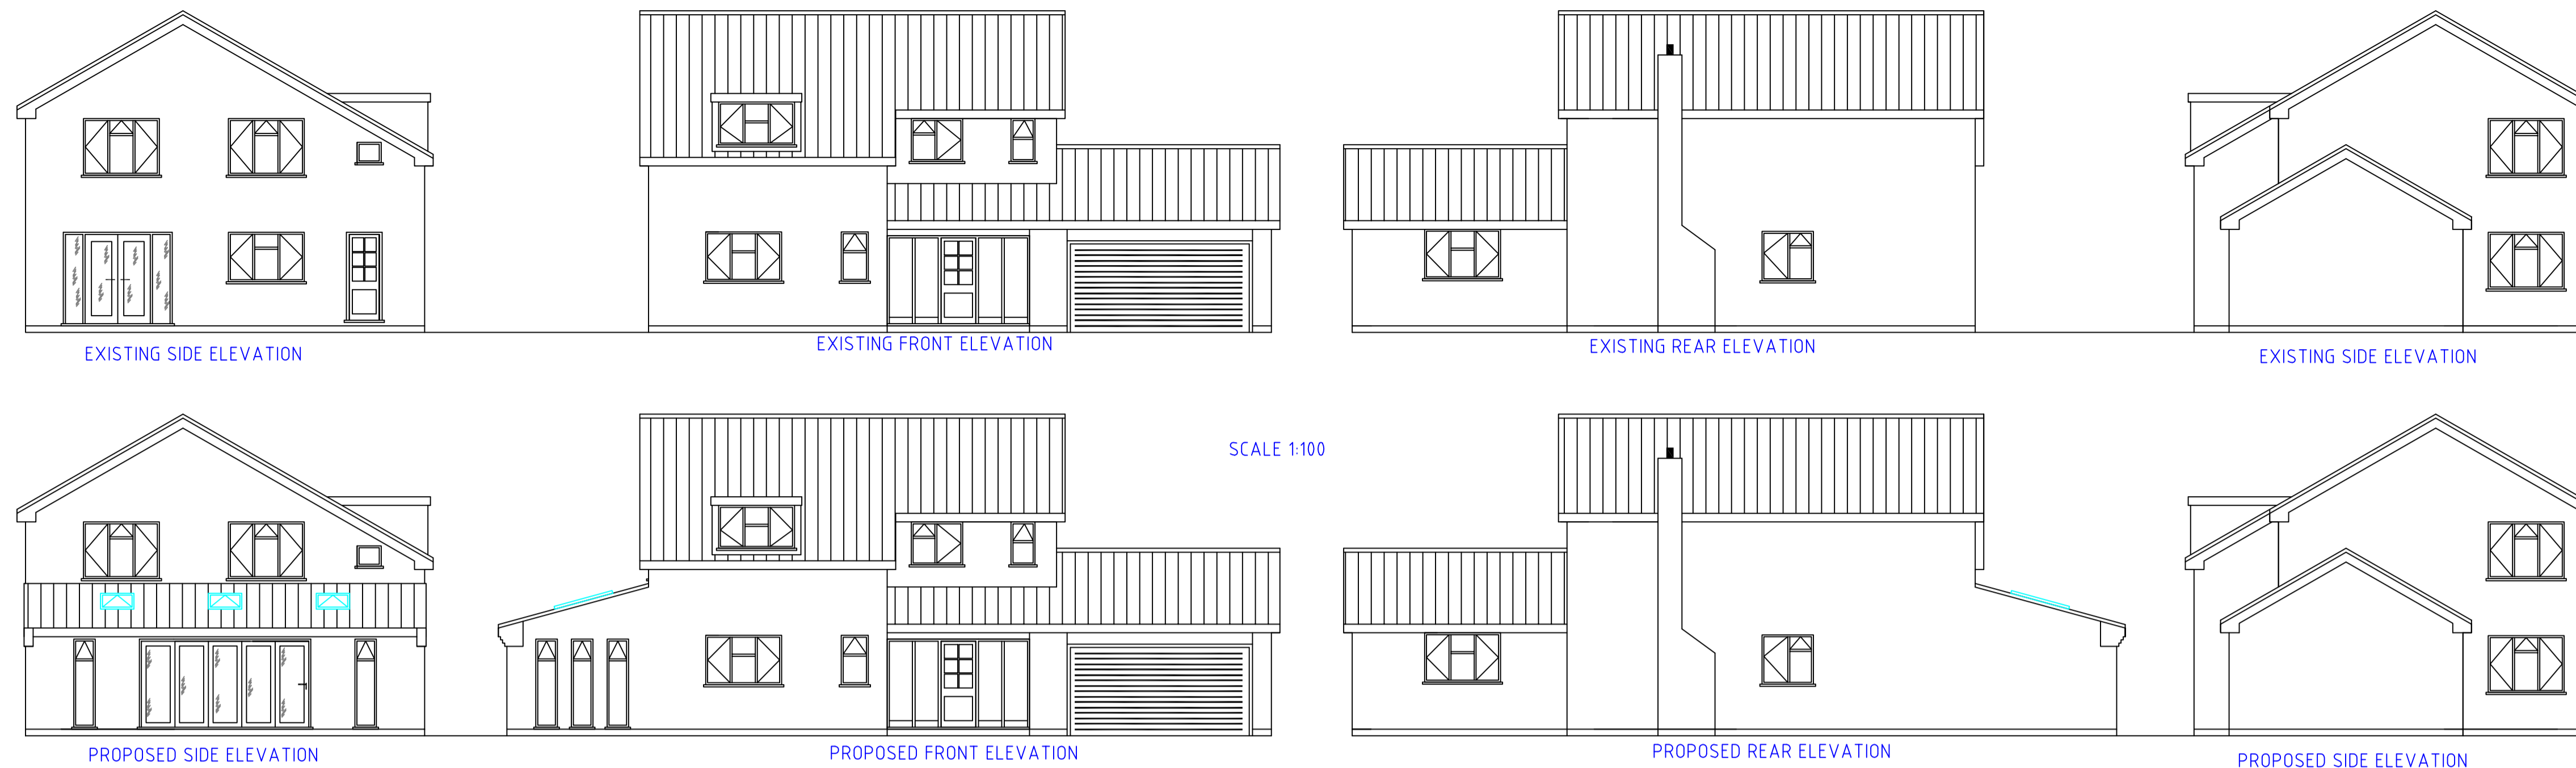 EXISTING SIDE ELEVATION
EXISTING FRONT ELEVATION
EXISTING REAR ELEVATION
EXISTING SIDE ELEVATION
SCALE 1:100
PROPOSED SIDE ELEVATION
PROPOSED FRONT ELEVATION
PROPOSED REAR ELEVATION
PROPOSED SIDE ELEVATION